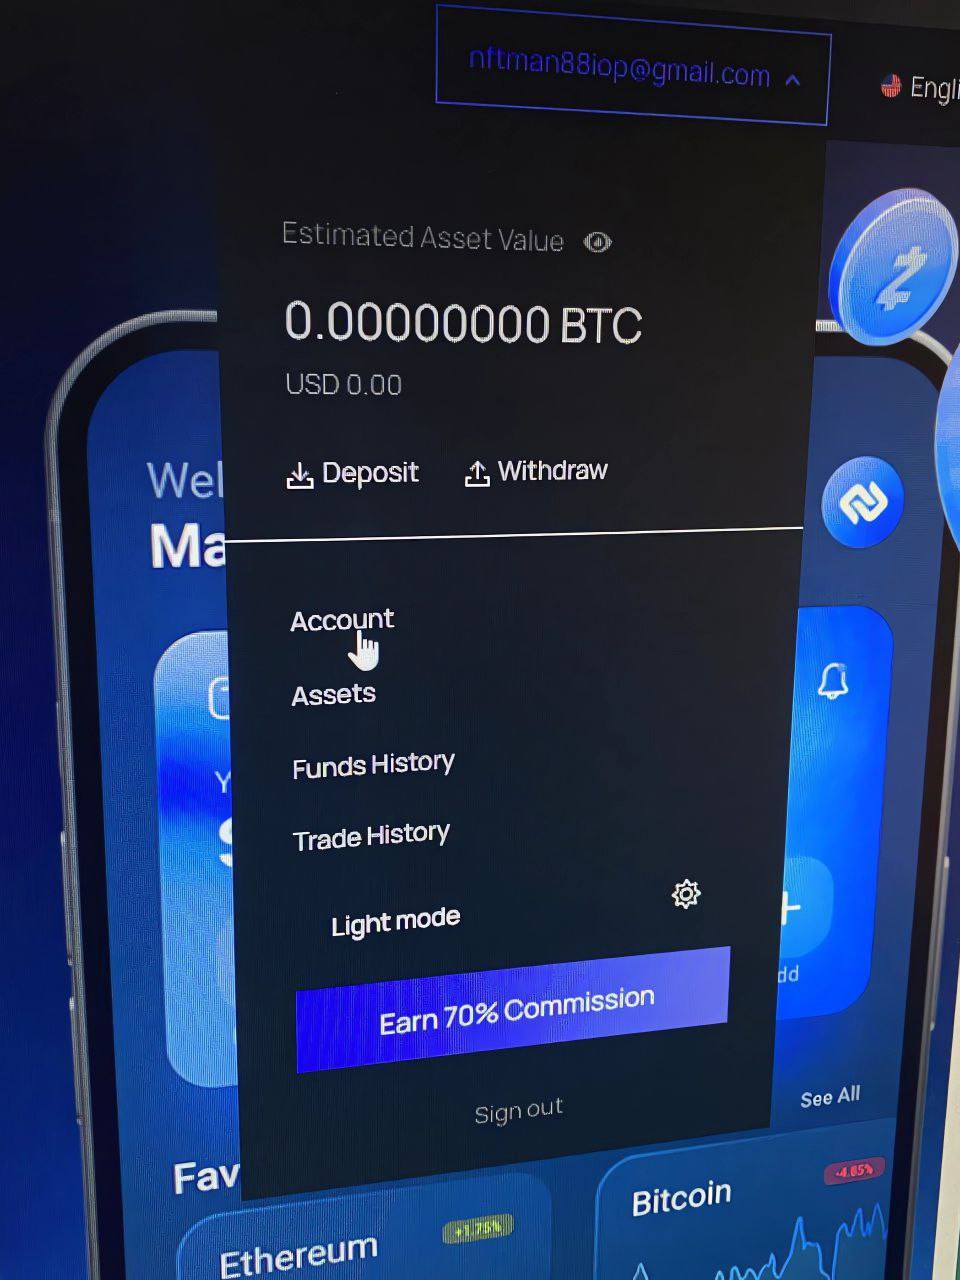 nftman88iop@gmail.com
Engli
Estimated Asset Value
0.00000000 BTC
USD 0.00
Deposit
Withdraw
Wel
Ma
Account
Assets
Funds History
Trade History
Light mode
dd
Earn 70% Commission
Sign out
See All
Fav
Ethereum
+1.75%
Bitcoin
-4.85%